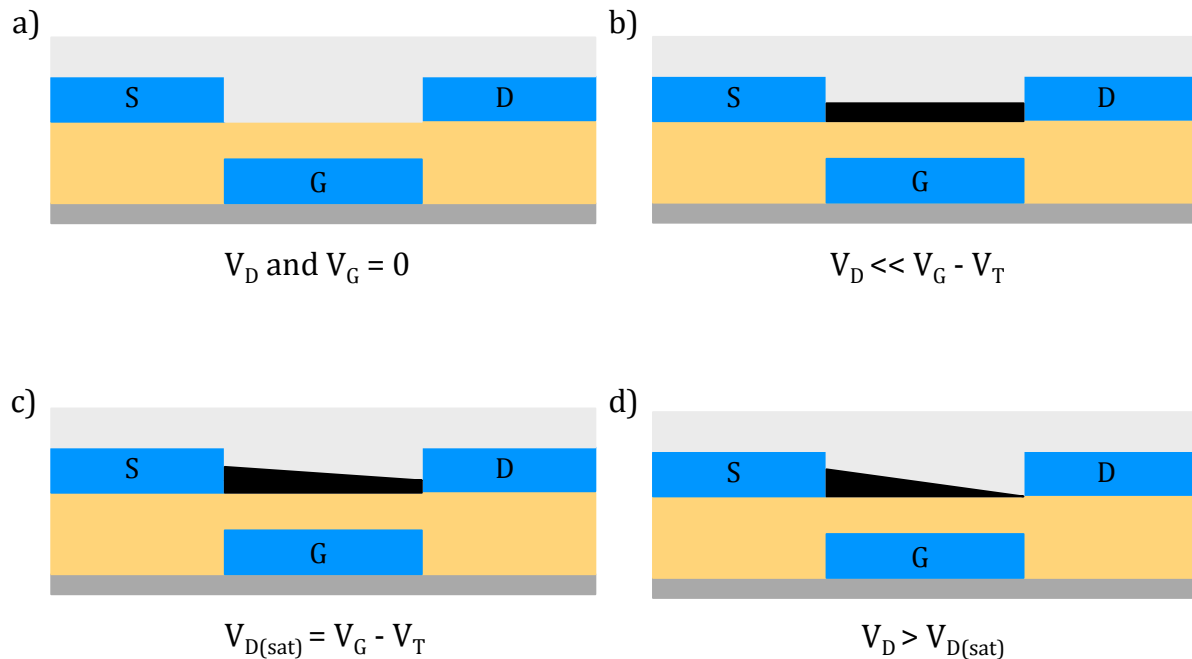 a)
S
D
G
V_D and V_G = 0
b)
S
D
G
V_D << V_G - V_T
c)
S
D
G
V_D(sat) = V_G - V_T
d)
S
D
G
V_D > V_D(sat)